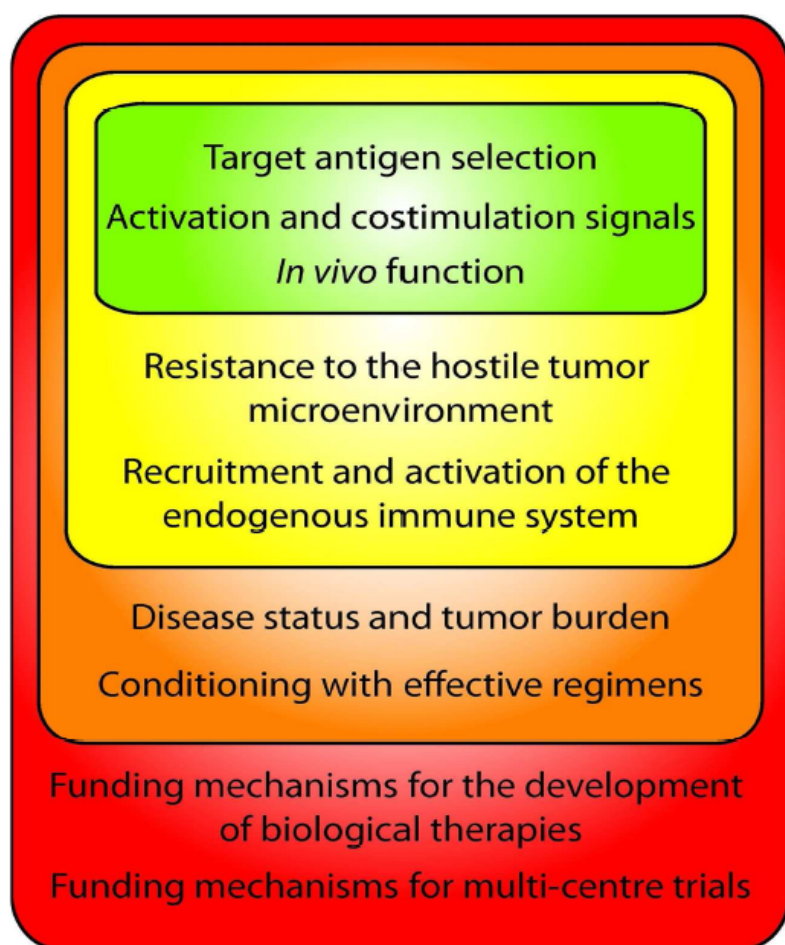 Target antigen selection
Activation and costimulation signals
In vivo function
Resistance to the hostile tumor
microenvironment
Recruitment and activation of the
endogenous immune system
Disease status and tumor burden
Conditioning with effective regimens
Funding mechanisms for the development
of biological therapies
Funding mechanisms for multi-centre trials